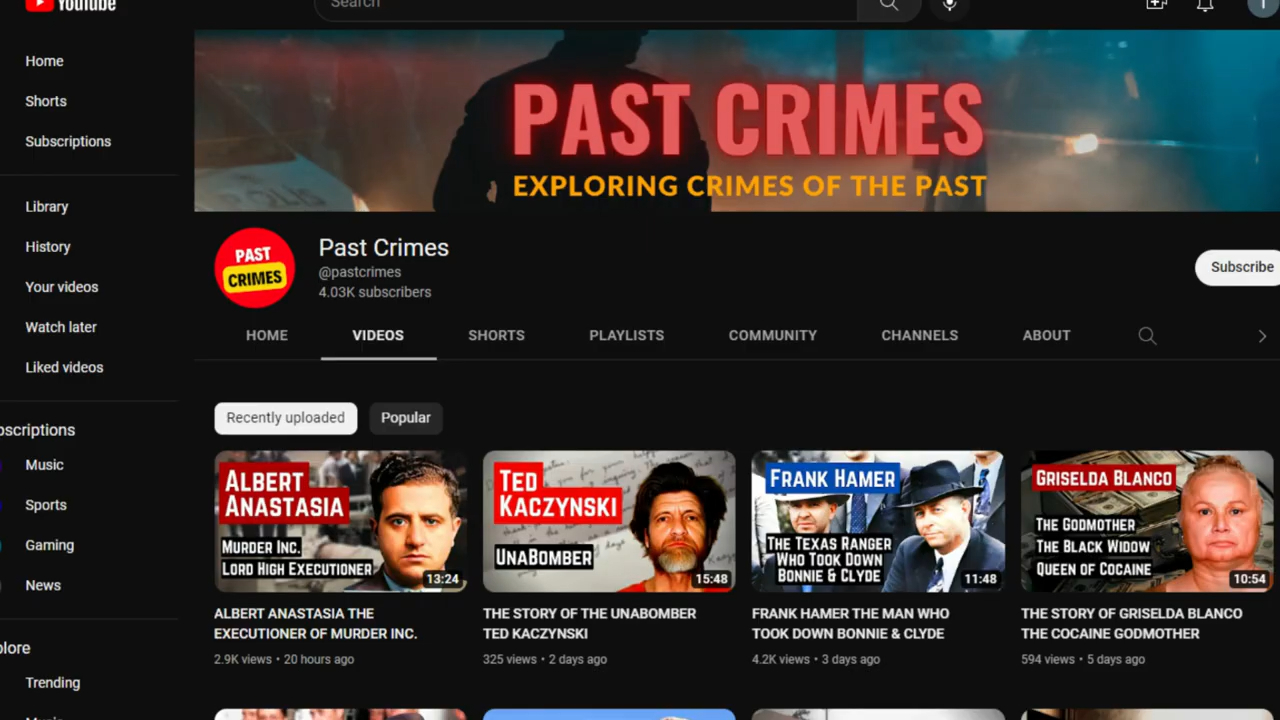 YouTube
Search
Home
Shorts
Subscriptions
Library
History
Your videos
Watch later
Liked videos
oscriptions
Music
Sports
Gaming
News
plore
Trending
PAST CRIMES
EXPLORING CRIMES OF THE PAST
PAST
CRIMES
Past Crimes
@pastcrimes
4.03K subscribers
Subscribe
HOME VIDEOS SHORTS PLAYLISTS COMMUNITY CHANNELS ABOUT
Recently uploaded Popular
ALBERT
ANASTASIA
MURDER INC.
LORD HIGH EXECUTIONER
13:24
ALBERT ANASTASIA THE
EXECUTIONER OF MURDER INC.
2.9K views • 20 hours ago
TED
KACZYNSKI
UNABOMBER
15:48
THE STORY OF THE UNABOMBER
TED KACZYNSKI
325 views • 2 days ago
FRANK HAMER
THE TEXAS RANGER
WHO TOOK DOWN
BONNIE & CLYDE
11:48
FRANK HAMER THE MAN WHO
TOOK DOWN BONNIE & CLYDE
4.2K views • 3 days ago
GRISELDA BLANCO
THE GODMOTHER
THE BLACK WIDOW
QUEEN OF COCAINE
10:54
THE STORY OF GRISELDA BLANCO
THE COCAINE GODMOTHER
594 views • 5 days ago